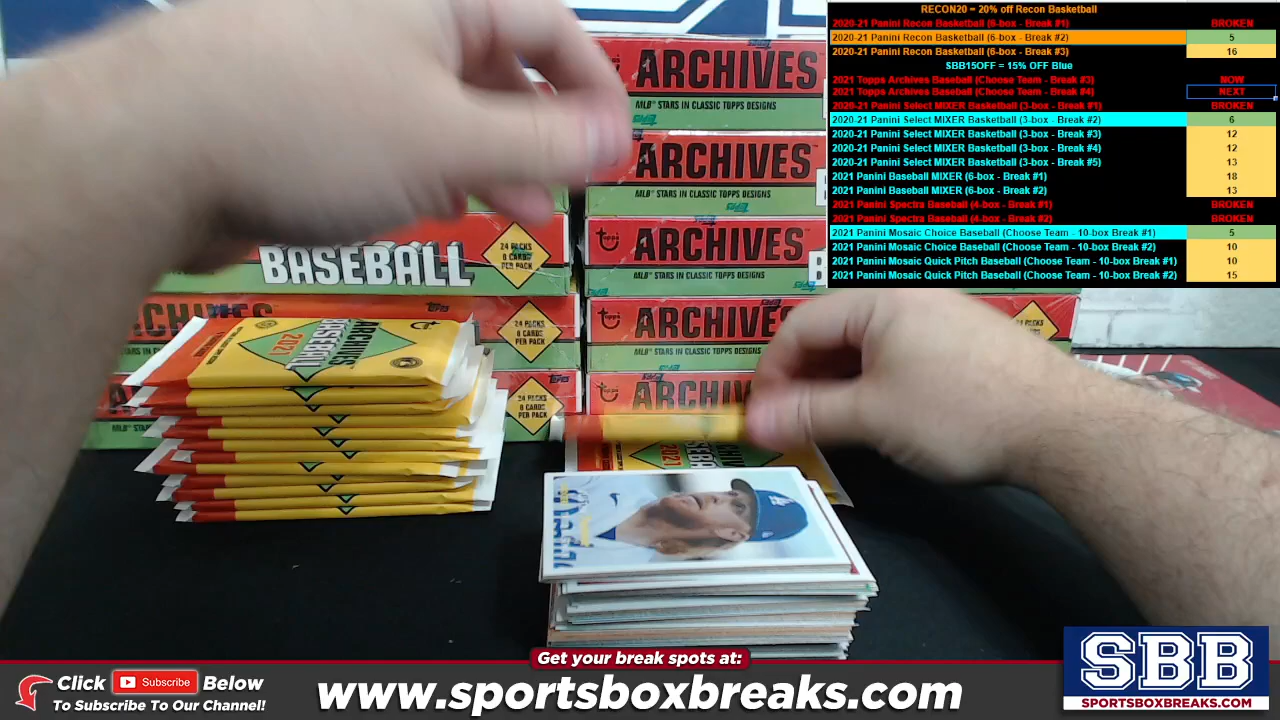 RECON20 = 20% off Recon Basketball
2020-21 Panini Recon Basketball (6-box - Break #1) BROKEN
2020-21 Panini Recon Basketball (6-box - Break #2) 5
2020-21 Panini Recon Basketball (6-box - Break #3) 16
SBB15OFF = 15% OFF Blue
2021 Topps Archives Baseball (Choose Team - Break #3) NOW
2021 Topps Archives Baseball (Choose Team - Break #4) NEXT
2020-21 Panini Select MIXER Basketball (3-box - Break #1) BROKEN
2020-21 Panini Select MIXER Basketball (3-box - Break #2) 6
2020-21 Panini Select MIXER Basketball (3-box - Break #3) 12
2020-21 Panini Select MIXER Basketball (3-box - Break #4) 12
2020-21 Panini Select MIXER Basketball (3-box - Break #5) 13
2021 Panini Baseball MIXER (6-box - Break #1) 18
2021 Panini Baseball MIXER (6-box - Break #2) 13
2021 Panini Spectra Baseball (4-box - Break #1) BROKEN
2021 Panini Spectra Baseball (4-box - Break #2) BROKEN
2021 Panini Mosaic Choice Baseball (Choose Team - 10-box Break #1) 5
2021 Panini Mosaic Choice Baseball (Choose Team - 10-box Break #2) 10
2021 Panini Mosaic Quick Pitch Baseball (Choose Team - 10-box Break #1) 10
2021 Panini Mosaic Quick Pitch Baseball (Choose Team - 10-box Break #2) 15
ARCHIVES
MLB® STARS IN CLASSIC TOPPS DESIGNS
ARCHIVES
MLB® STARS IN CLASSIC TOPPS DESIGNS
BASEBALL
24 PACKS
8 CARDS
PER PACK
Topps
ARCHIVES
MLB® STARS IN CLASSIC TOPPS DESIGNS
Topps
24 PACKS
8 CARDS
PER PACK
Topps
ARCHIVES
MLB® STARS IN CLASSIC TOPPS DESIGNS
Topps
24 PACKS
8 CARDS
PER PACK
Topps
ARCHIVES
ARCHIVES
BASEBALL
2021
2021
Get your break spots at:
Click Subscribe Below
To Subscribe To Our Channel!
www.sportsboxbreaks.com
SBB
SPORTSBOXBREAKS.COM